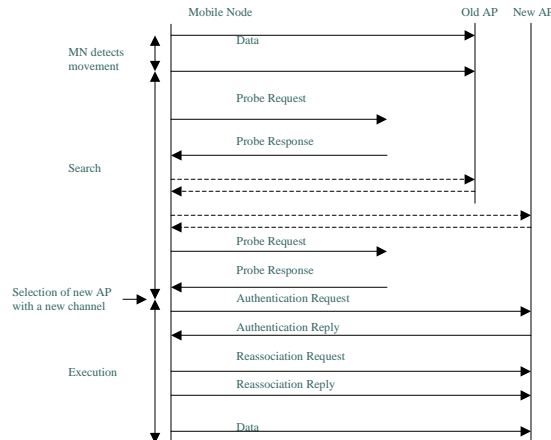 Mobile Node Old AP New AP
Data
MN detects
movement
Probe Request
Probe Response
Search
Probe Request
Probe Response
Selection of new AP
with a new channel
Authentication Request
Authentication Reply
Reassociation Request
Execution
Reassociation Reply
Data